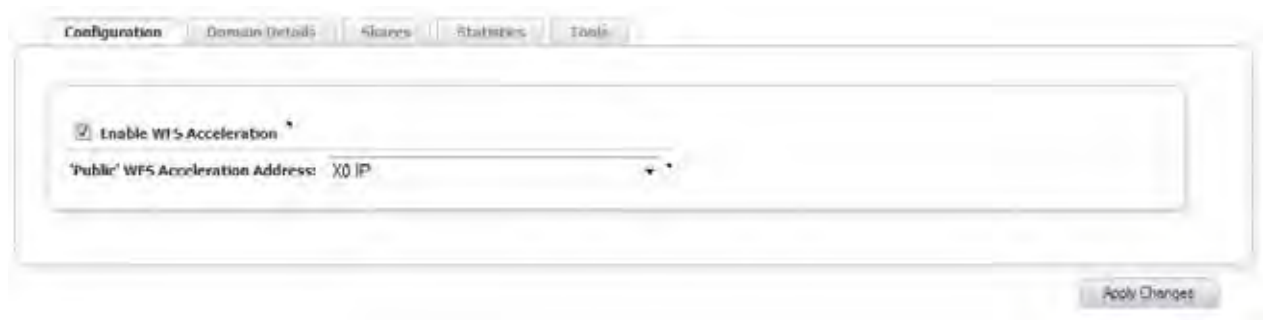 Configuration Domain Details Shares Statistics Tools
Enable WFS Acceleration *
'Public' WFS Acceleration Address: X0 IP *
Apply Changes